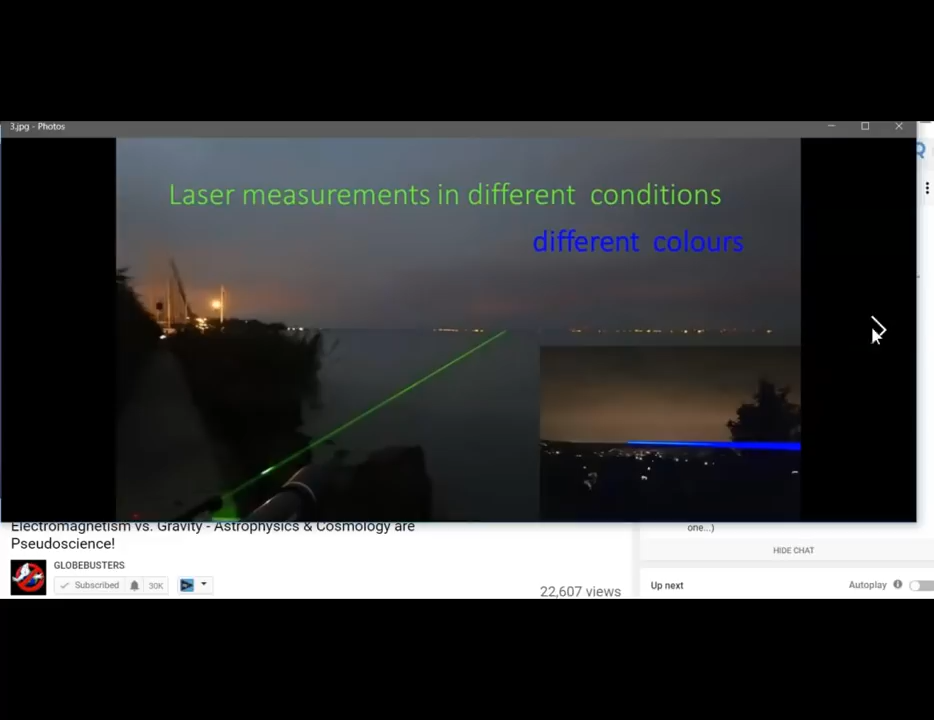 3.jpg - Photos
Laser measurements in different conditions
different colours
Electromagnetism vs. Gravity - Astrophysics & Cosmology are
Pseudoscience!
one...)
HIDE CHAT
GLOBEBUSTERS
Subscribed 30K
22,607 views
Up next
Autoplay